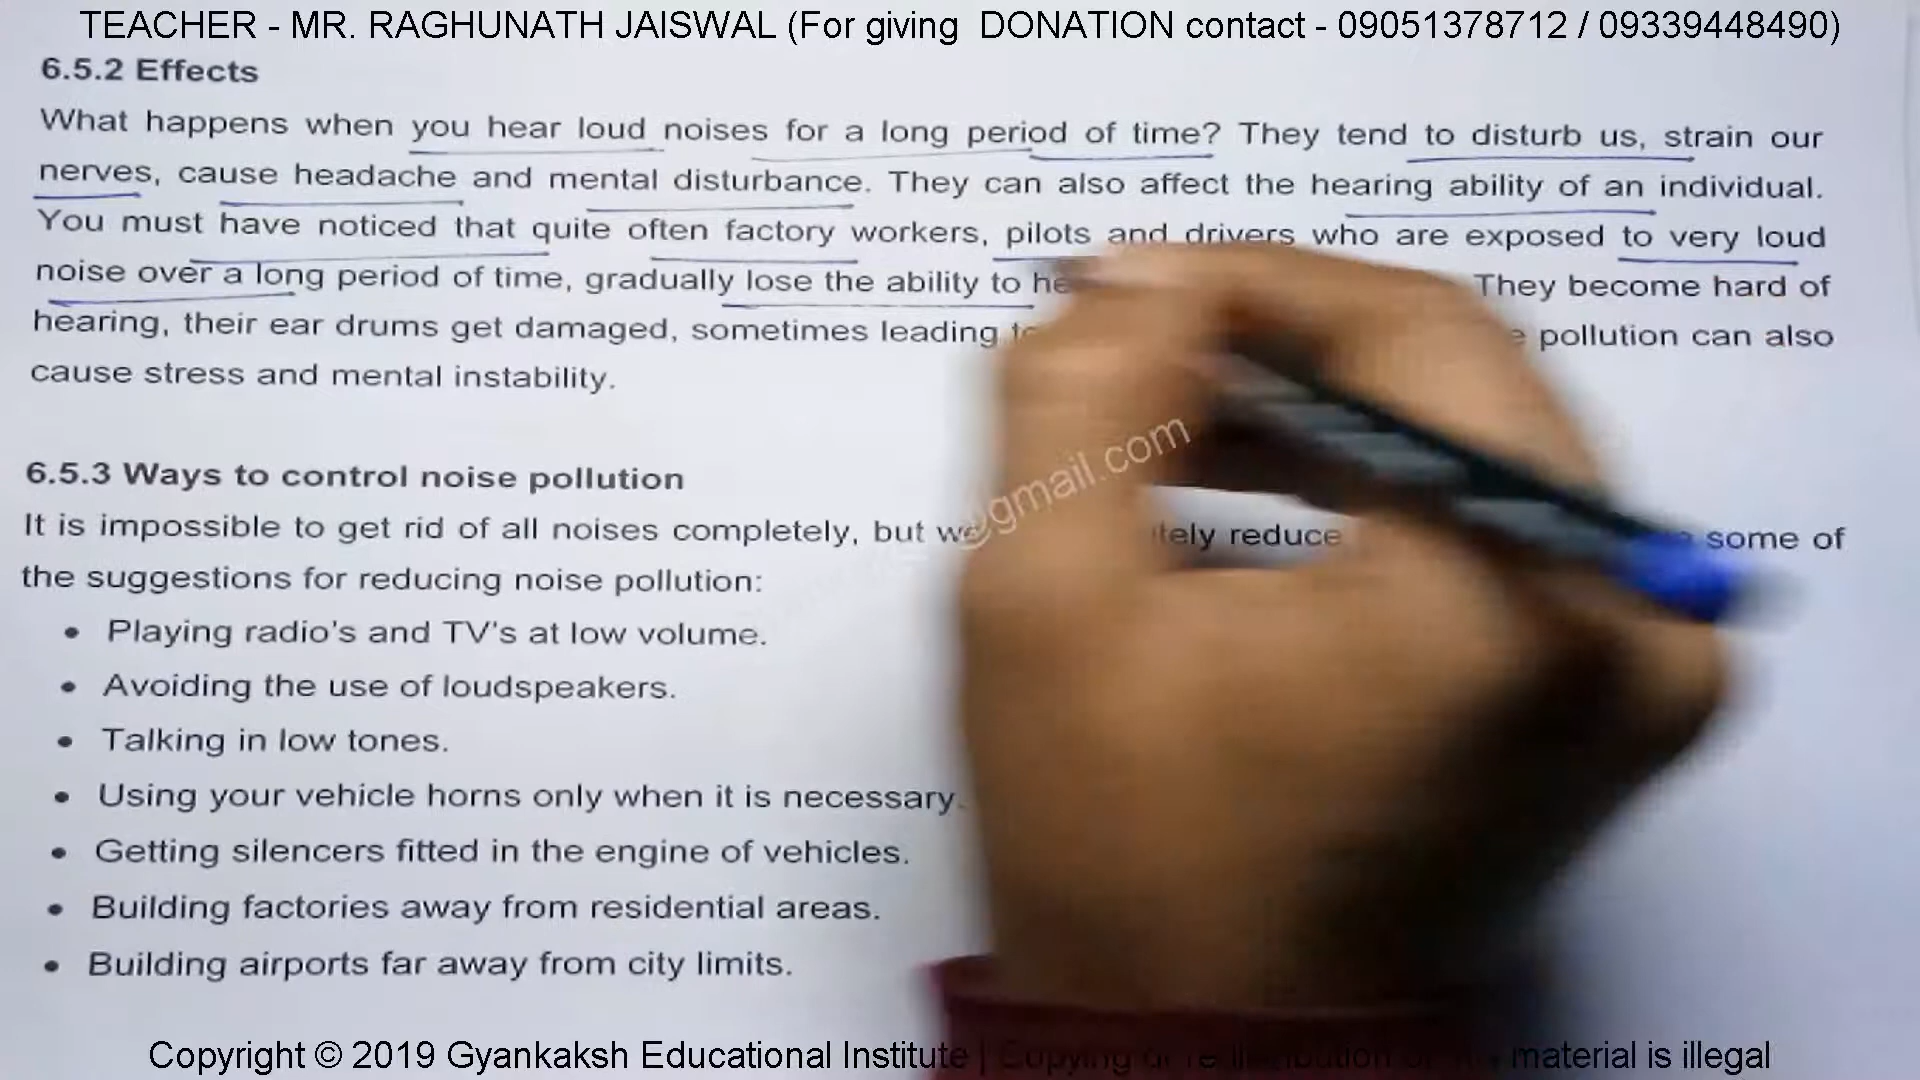 TEACHER - MR. RAGHUNATH JAISWAL (For giving DONATION contact - 09051378712 / 09339448490)
6.5.2 Effects
What happens when you hear loud noises for a long period of time? They tend to disturb us, strain our
nerves, cause headache and mental disturbance. They can also affect the hearing ability of an individual.
You must have noticed that quite often factory workers, pilots and drivers who are exposed to very loud
noise over a long period of time, gradually lose the ability to They become hard of
hearing, their ear drums get damaged, sometimes leading pollution can also
cause stress and mental instability.
6.5.3 Ways to control noise pollution
It is impossible to get rid of all noises completely, but reduce some of
the suggestions for reducing noise pollution:
• Playing radio's and TV's at low volume.
• Avoiding the use of loudspeakers.
• Talking in low tones.
• Using your vehicle horns only when it is necessary.
• Getting silencers fitted in the engine of vehicles.
• Building factories away from residential areas.
• Building airports far away from city limits.
@gmail.com
Copyright © 2019 Gyankaksh Educational Institute | Copying or redistribution of material is illegal